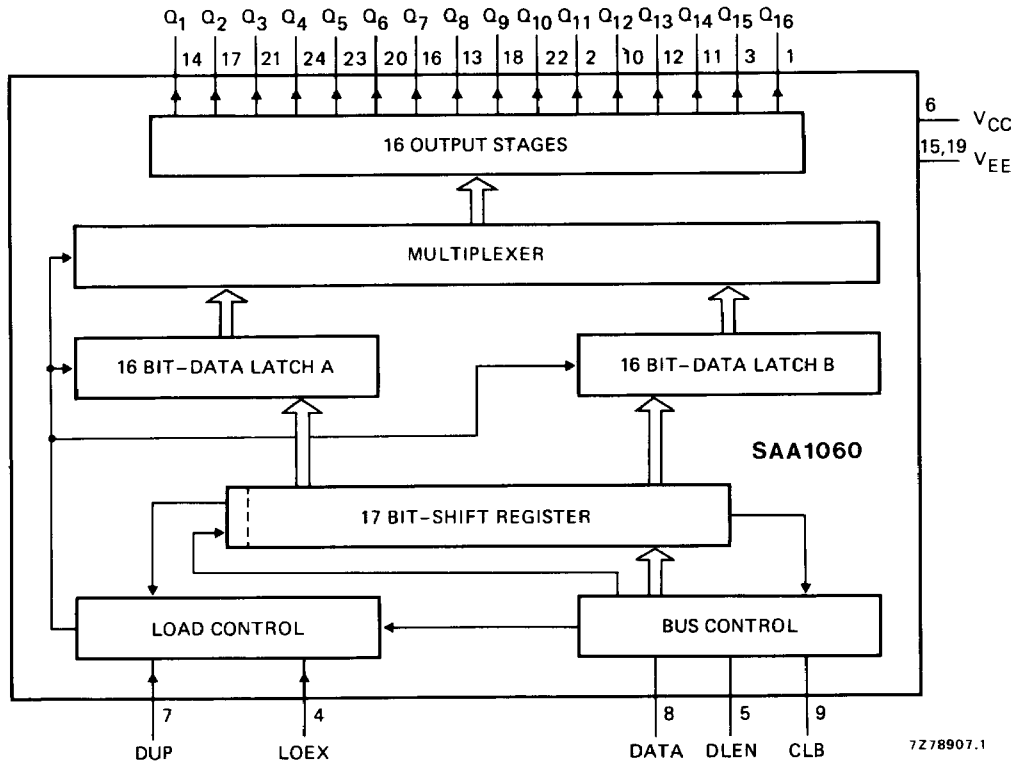 Q1 Q2 Q3 Q4 Q5 Q6 Q7 Q8 Q9 Q10 Q11 Q12 Q13 Q14 Q15 Q16
14 17 21 24 23 20 16 13 18 22 2 10 12 11 3 1
6 VCC
15,19 VEE
16 OUTPUT STAGES
MULTIPLEXER
16 BIT-DATA LATCH A
16 BIT-DATA LATCH B
SAA1060
17 BIT-SHIFT REGISTER
LOAD CONTROL
BUS CONTROL
7 4 8 5 9
DUP LOEX DATA DLEN CLB
7Z78907.1